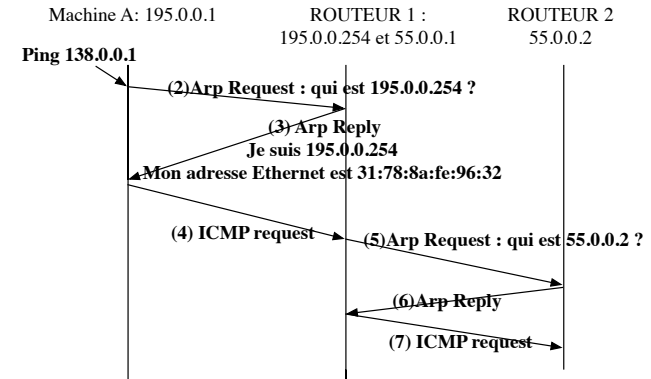 Machine A: 195.0.0.1
ROUTEUR 1 :
195.0.0.254 et 55.0.0.1
ROUTEUR 2
55.0.0.2
Ping 138.0.0.1
(2)Arp Request : qui est 195.0.0.254 ?
(3) Arp Reply
Je suis 195.0.0.254
Mon adresse Ethernet est 31:78:8a:fe:96:32
(4) ICMP request
(5)Arp Request : qui est 55.0.0.2 ?
(6)Arp Reply
(7) ICMP request